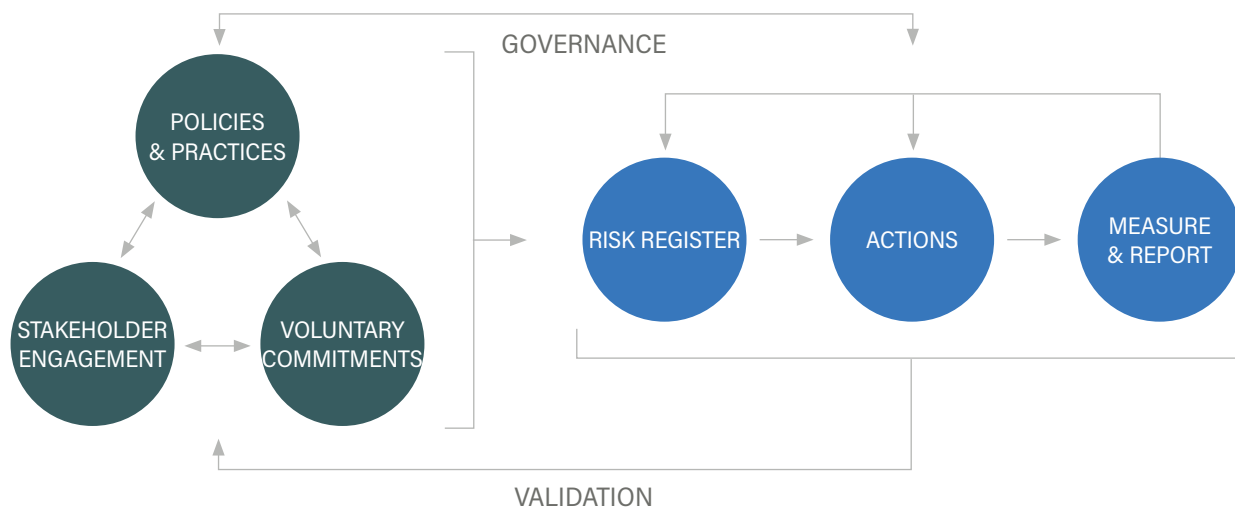 GOVERNANCE
POLICIES
& PRACTICES
STAKEHOLDER
ENGAGEMENT
VOLUNTARY
COMMITMENTS
RISK REGISTER
ACTIONS
MEASURE
& REPORT
VALIDATION